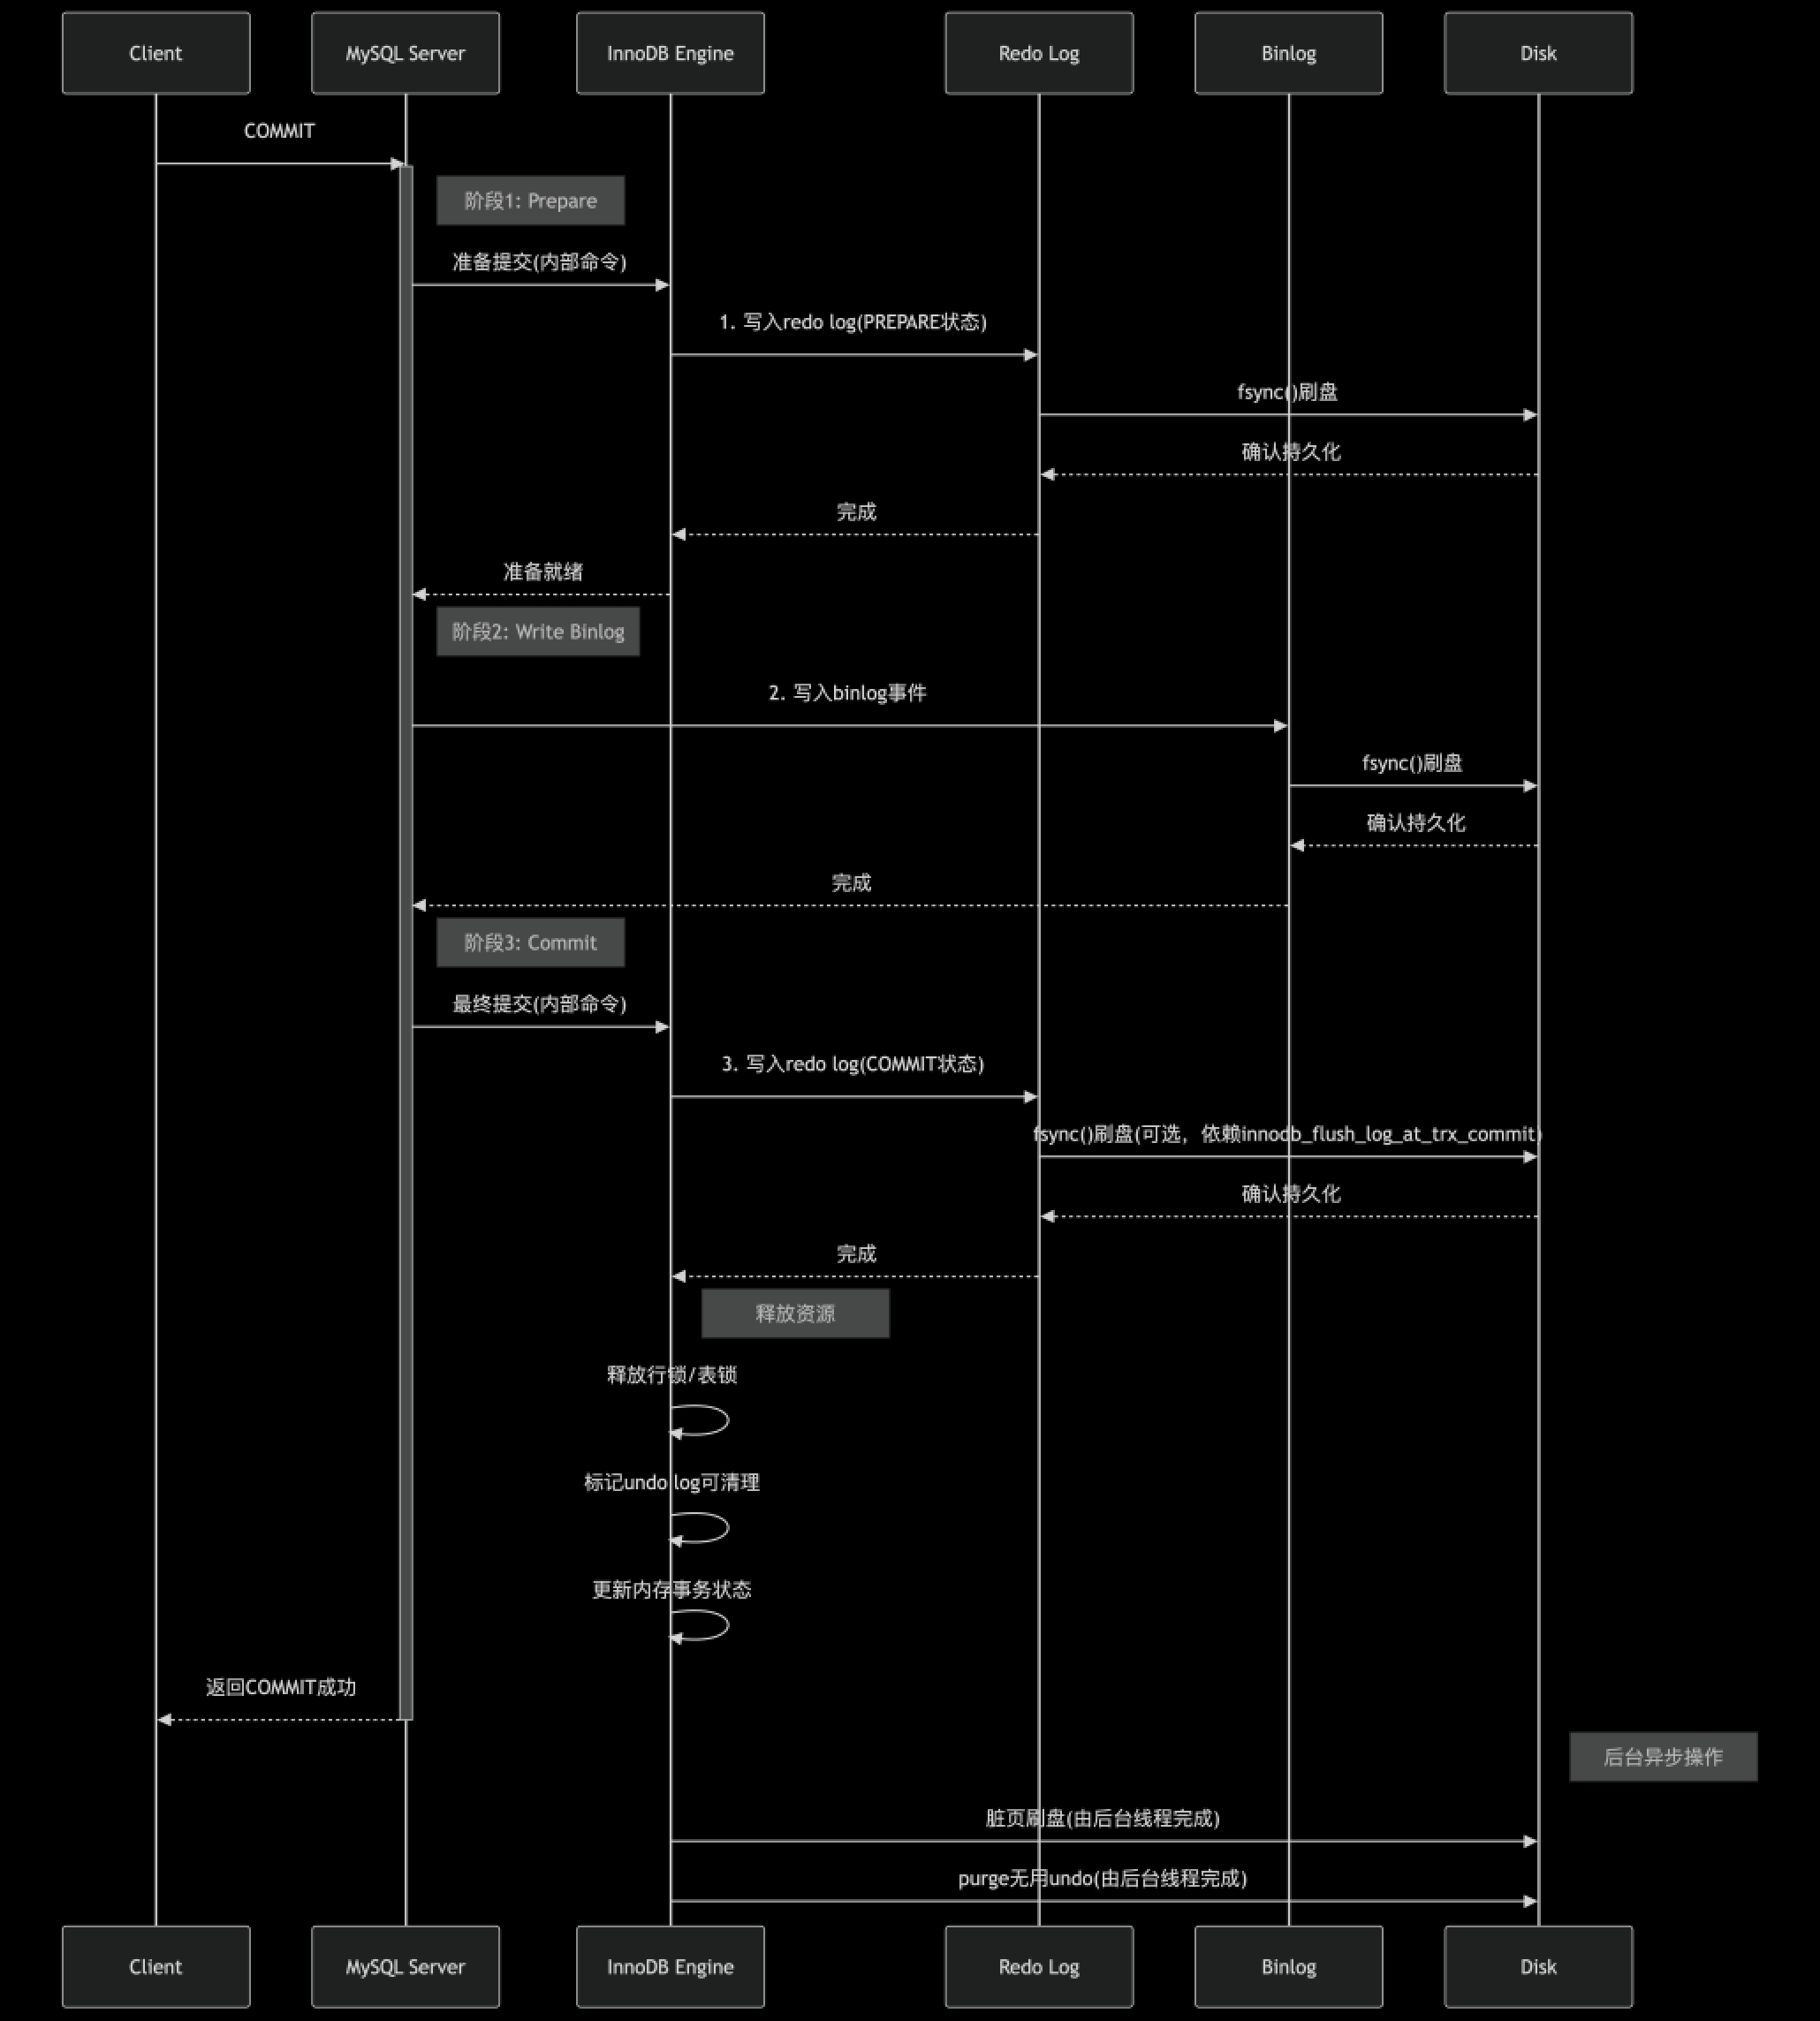 Client
MySQL Server
InnoDB Engine
Redo Log
Binlog
Disk
COMMIT
阶段1: Prepare
准备提交(内部命令)
1. 写入redo log(PREPARE状态)
fsync()刷盘
确认持久化
完成
准备就绪
阶段2: Write Binlog
2. 写入binlog事件
fsync()刷盘
确认持久化
完成
阶段3: Commit
最终提交(内部命令)
3. 写入redo log(COMMIT状态)
fsync()刷盘(可选，依赖innodb_flush_log_at_trx_commit)
确认持久化
完成
释放资源
释放行锁/表锁
标记undo log可清理
更新内存事务状态
返回COMMIT成功
后台异步操作
脏页刷盘(由后台线程完成)
purge无用undo(由后台线程完成)
Client
MySQL Server
InnoDB Engine
Redo Log
Binlog
Disk